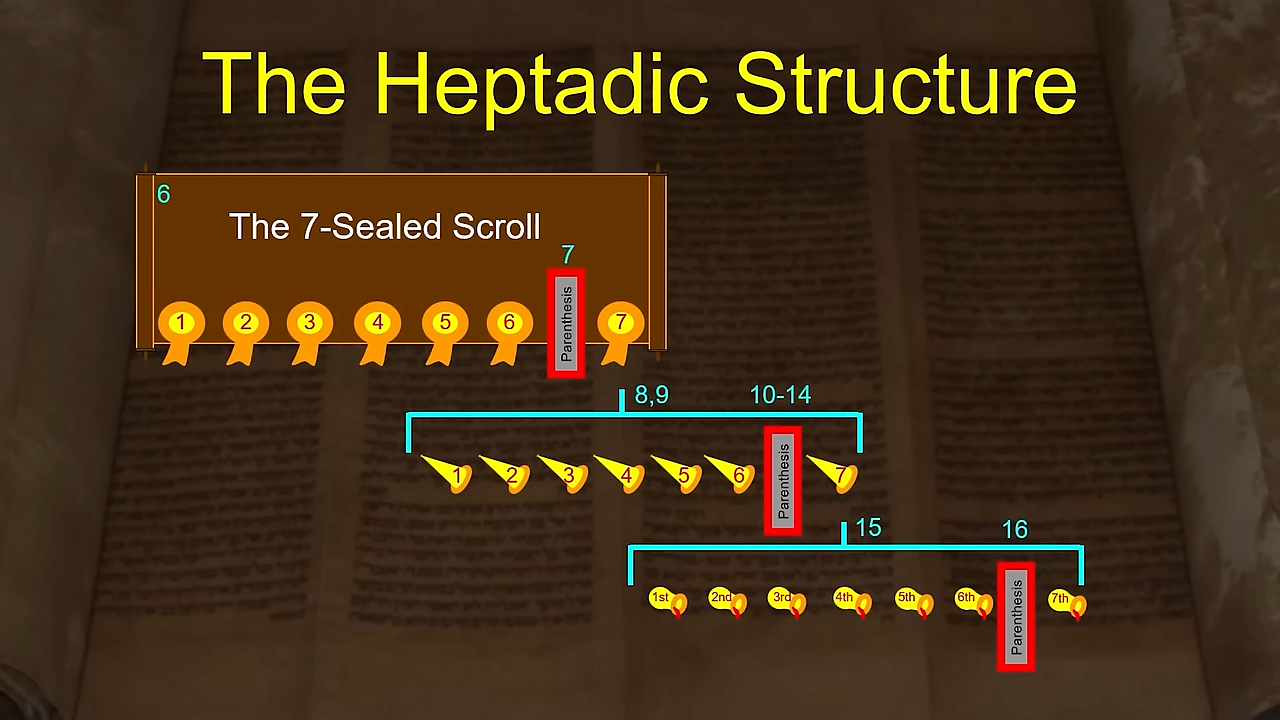 The Heptadic Structure
6
The 7-Sealed Scroll
7
1 2 3 4 5 6 Parenthesis 7
8,9 10-14
1 2 3 4 5 6 Parenthesis 7
15 16
1st 2nd 3rd 4th 5th 6th Parenthesis 7th